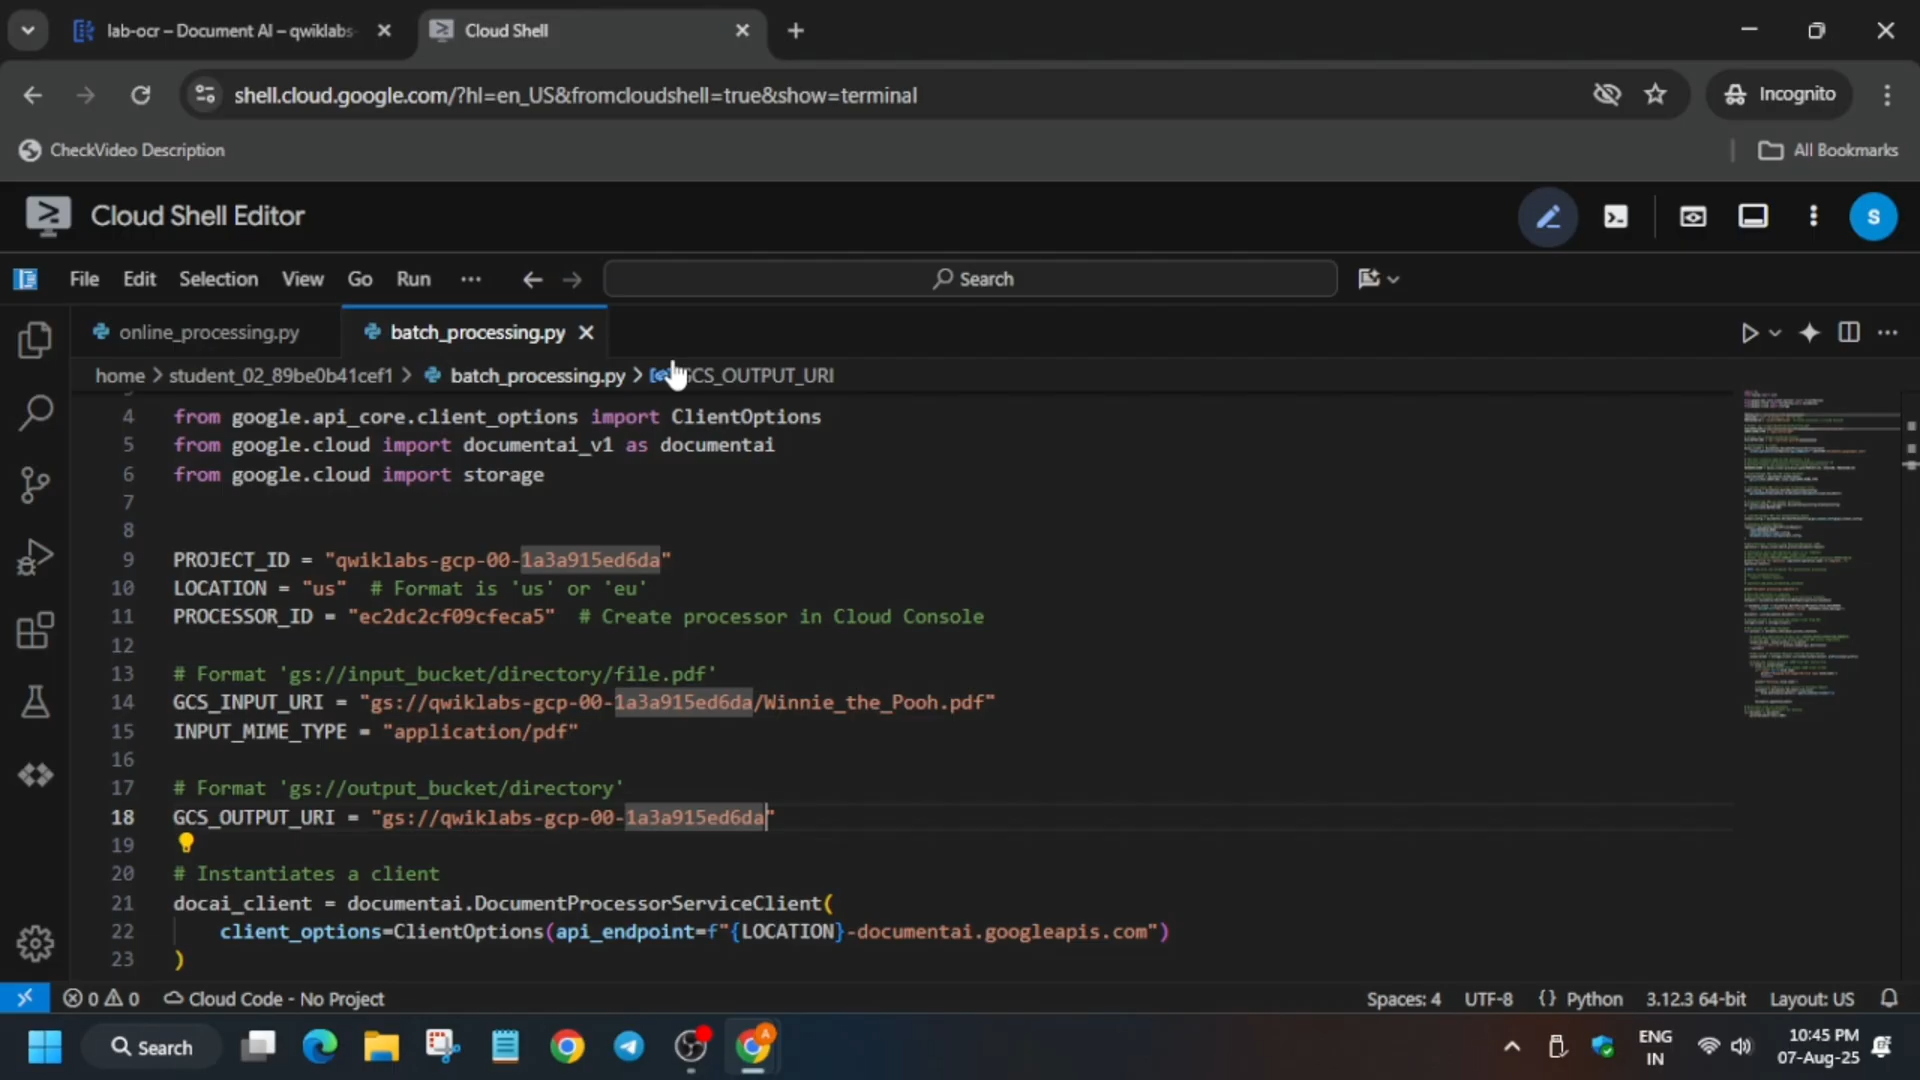 lab-ocr – Document AI – qwiklabs-
Cloud Shell
shell.cloud.google.com/?hl=en_US&fromcloudshell=true&show=terminal
Incognito
CheckVideo Description
All Bookmarks
Cloud Shell Editor
S
File Edit Selection View Go Run ··· Search
online_processing.py
batch_processing.py
home > student_02_89be0b41cef1 > batch_processing.py > GCS_OUTPUT_URI
4 from google.api_core.client_options import ClientOptions
5 from google.cloud import documentai_v1 as documentai
6 from google.cloud import storage
7
8
9 PROJECT_ID = "qwiklabs-gcp-00-1a3a915ed6da"
10 LOCATION = "us"  # Format is 'us' or 'eu'
11 PROCESSOR_ID = "ec2dc2cf09cfeca5"  # Create processor in Cloud Console
12
13 # Format 'gs://input_bucket/directory/file.pdf'
14 GCS_INPUT_URI = "gs://qwiklabs-gcp-00-1a3a915ed6da/Winnie_the_Pooh.pdf"
15 INPUT_MIME_TYPE = "application/pdf"
16
17 # Format 'gs://output_bucket/directory'
18 GCS_OUTPUT_URI = "gs://qwiklabs-gcp-00-1a3a915ed6da"
19
20 # Instantiates a client
21 docai_client = documentai.DocumentProcessorServiceClient(
22     client_options=ClientOptions(api_endpoint=f"{LOCATION}-documentai.googleapis.com")
23 )
0 0 Cloud Code - No Project Spaces: 4 UTF-8 {} Python 3.12.3 64-bit Layout: US
Search
ENG
IN
10:45 PM
07-Aug-25